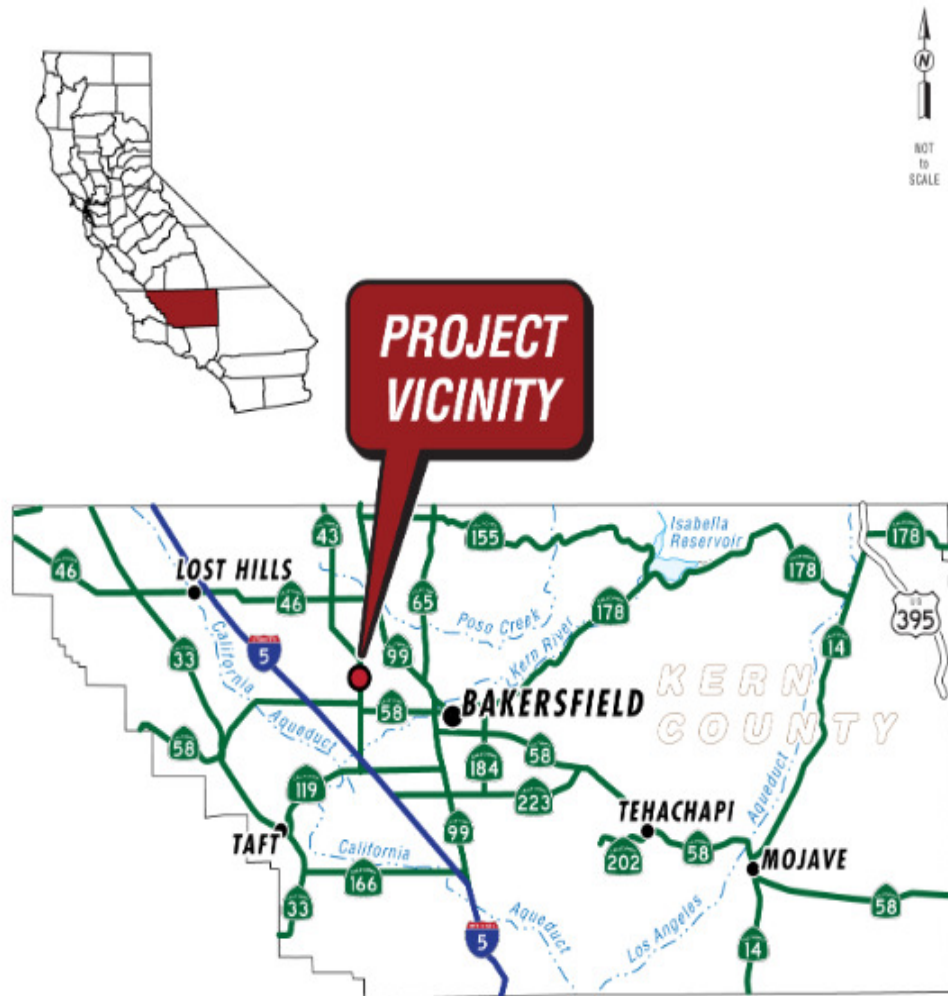 N
NOT
to
SCALE
PROJECT
VICINITY
43
155
Isabella
Reservoir
178
46
LOST HILLS
46
65
178
178
US
395
Poso Creek
California
33
5
99
Kern River
14
KERN
COUNTY
58
BAKERSFIELD
Aqueduct
58
58
184
119
223
TEHACHAPI
Aqueduct
TAFT
99
California
202
58
MOJAVE
166
33
58
Aqueduct
Los Angeles
5
14